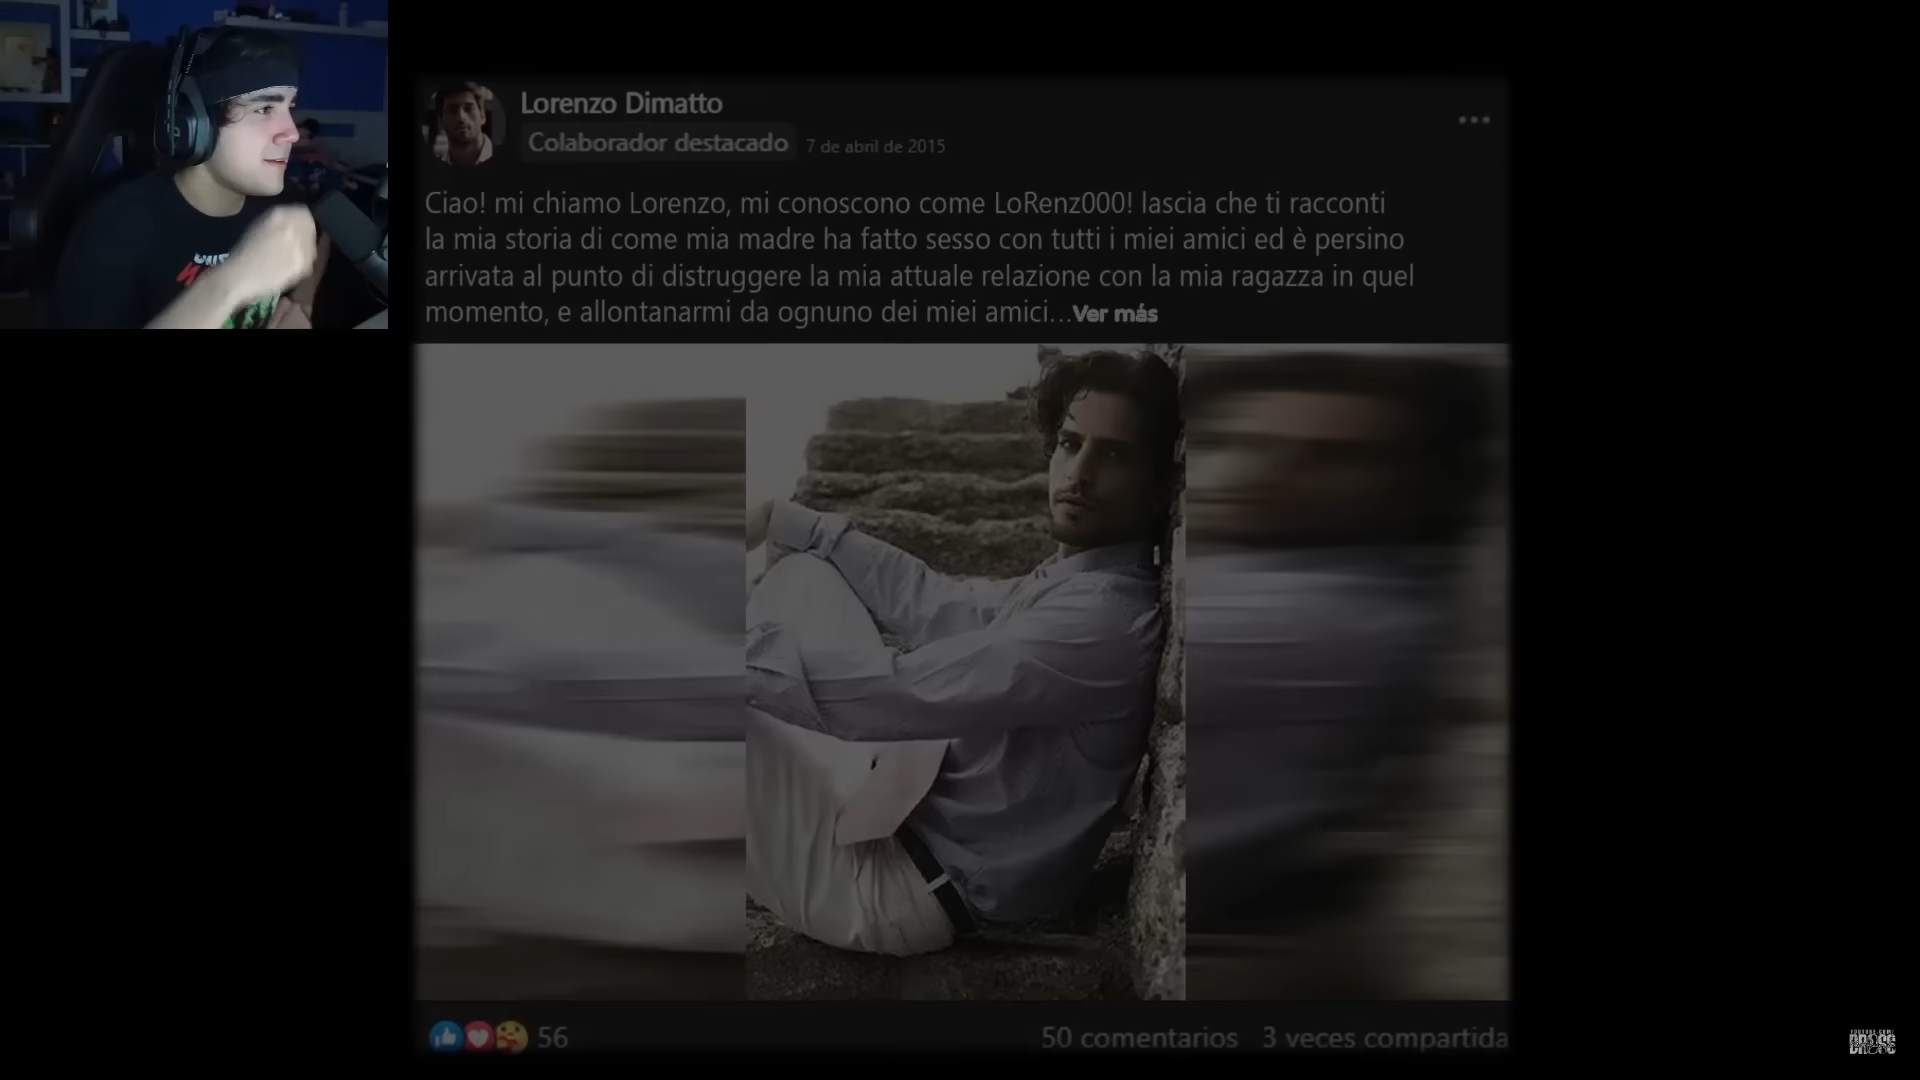 Lorenzo Dimatto
Colaborador destacado 7 de abril de 2015
Ciao! mi chiamo Lorenzo, mi conoscono come LoRenz000! lascia che ti racconti
la mia storia di come mia madre ha fatto sesso con tutti i miei amici ed è persino
arrivata al punto di distruggere la mia attuale relazione con la mia ragazza in quel
momento, e allontanarmi da ognuno dei miei amici...Ver más
56
50 comentarios 3 veces compartida